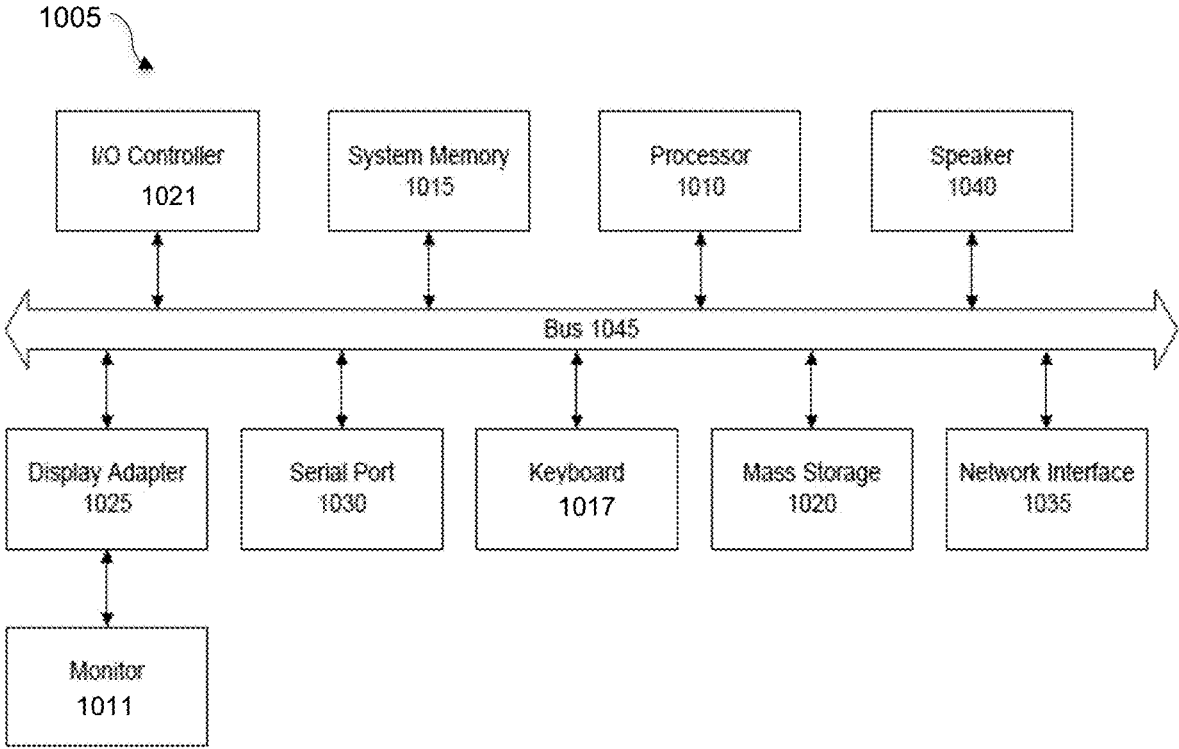 1005
I/O Controller
1021
System Memory
1015
Processor
1010
Speaker
1040
Bus 1045
Display Adapter
1025
Serial Port
1030
Keyboard
1017
Mass Storage
1020
Network Interface
1035
Monitor
1011